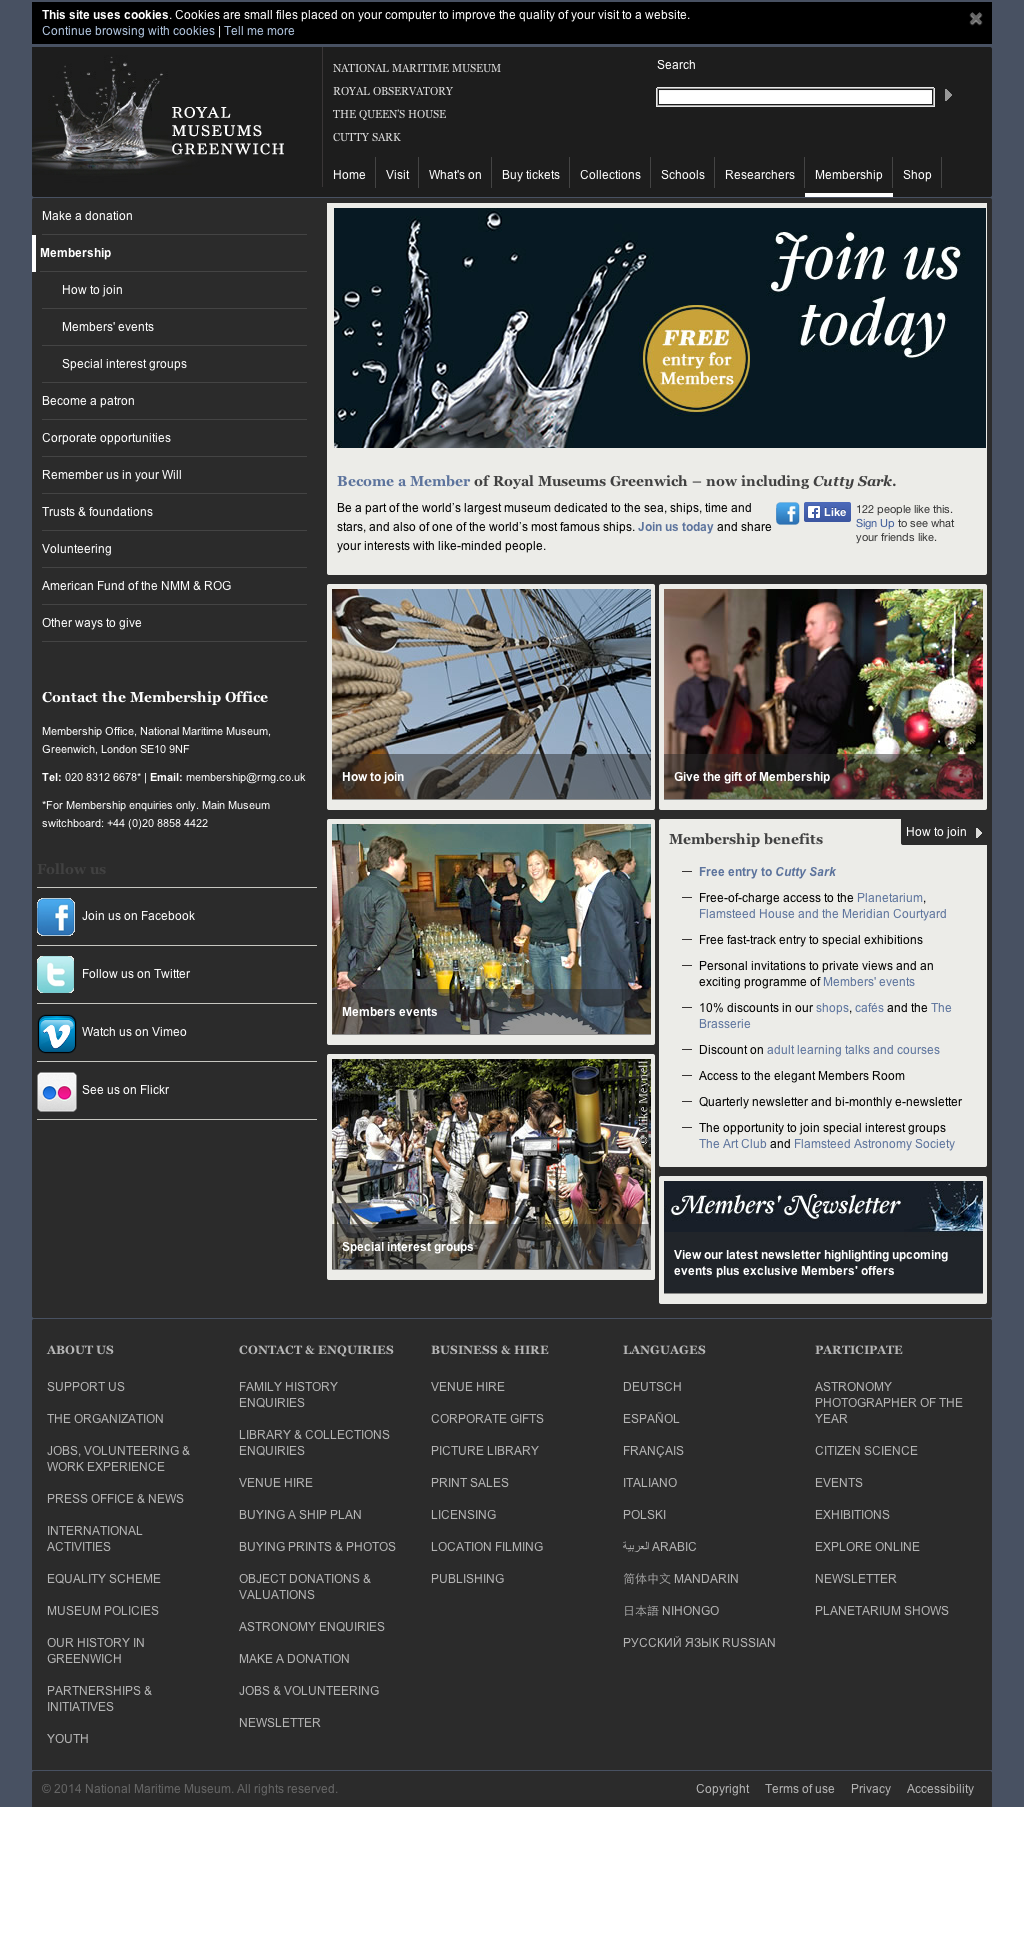 This site uses cookies. Cookies are small files placed on your computer to improve the quality of your visit to a website.
Continue browsing with cookies | Tell me more
ROYAL
MUSEUMS
GREENWICH
NATIONAL MARITIME MUSEUM
ROYAL OBSERVATORY
THE QUEEN'S HOUSE
CUTTY SARK
Search
Home
Visit
What's on
Buy tickets
Collections
Schools
Researchers
Membership
Shop
Make a donation
Membership
How to join
Members' events
Special interest groups
Become a patron
Corporate opportunities
Remember us in your Will
Trusts & foundations
Volunteering
American Fund of the NMM & ROG
Other ways to give
Contact the Membership Office
Membership Office, National Maritime Museum,
Greenwich, London SE10 9NF
Tel: 020 8312 6678* | Email: membership@rmg.co.uk
*For Membership enquiries only. Main Museum
switchboard: +44 (0)20 8858 4422
Follow us
Join us on Facebook
Follow us on Twitter
Watch us on Vimeo
See us on Flickr
Join us
today
FREE
entry for
Members
Become a Member of Royal Museums Greenwich – now including Cutty Sark.
Be a part of the world's largest museum dedicated to the sea, ships, time and
stars, and also of one of the world's most famous ships. Join us today and share
your interests with like-minded people.
Like
122 people like this.
Sign Up to see what
your friends like.
How to join
Give the gift of Membership
Members events
© Mike Meynell
Special interest groups
Membership benefits
How to join
— Free entry to Cutty Sark
— Free-of-charge access to the Planetarium,
Flamsteed House and the Meridian Courtyard
— Free fast-track entry to special exhibitions
— Personal invitations to private views and an
exciting programme of Members' events
— 10% discounts in our shops, cafés and the The
Brasserie
— Discount on adult learning talks and courses
— Access to the elegant Members Room
— Quarterly newsletter and bi-monthly e-newsletter
— The opportunity to join special interest groups
The Art Club and Flamsteed Astronomy Society
Members' Newsletter
View our latest newsletter highlighting upcoming
events plus exclusive Members' offers
ABOUT US
SUPPORT US
THE ORGANIZATION
JOBS, VOLUNTEERING &
WORK EXPERIENCE
PRESS OFFICE & NEWS
INTERNATIONAL
ACTIVITIES
EQUALITY SCHEME
MUSEUM POLICIES
OUR HISTORY IN
GREENWICH
PARTNERSHIPS &
INITIATIVES
YOUTH
CONTACT & ENQUIRIES
FAMILY HISTORY
ENQUIRIES
LIBRARY & COLLECTIONS
ENQUIRIES
VENUE HIRE
BUYING A SHIP PLAN
BUYING PRINTS & PHOTOS
OBJECT DONATIONS &
VALUATIONS
ASTRONOMY ENQUIRIES
MAKE A DONATION
JOBS & VOLUNTEERING
NEWSLETTER
BUSINESS & HIRE
VENUE HIRE
CORPORATE GIFTS
PICTURE LIBRARY
PRINT SALES
LICENSING
LOCATION FILMING
PUBLISHING
LANGUAGES
DEUTSCH
ESPAÑOL
FRANÇAIS
ITALIANO
POLSKI
العربية ARABIC
简体中文 MANDARIN
日本語 NIHONGO
РУССКИЙ ЯЗЫК RUSSIAN
PARTICIPATE
ASTRONOMY
PHOTOGRAPHER OF THE
YEAR
CITIZEN SCIENCE
EVENTS
EXHIBITIONS
EXPLORE ONLINE
NEWSLETTER
PLANETARIUM SHOWS
© 2014 National Maritime Museum. All rights reserved.
Copyright
Terms of use
Privacy
Accessibility